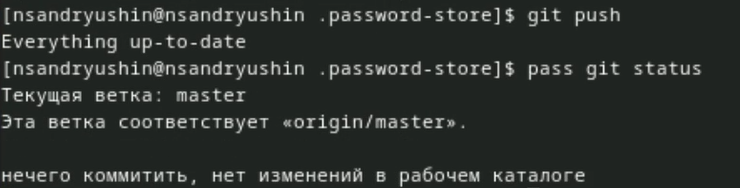 [nsandryushin@nsandryushin .password-store]$ git push
Everything up-to-date
[nsandryushin@nsandryushin .password-store]$ pass git status
Текущая ветка: master
Эта ветка соответствует «origin/master».
нечего коммитить, нет изменений в рабочем каталоге